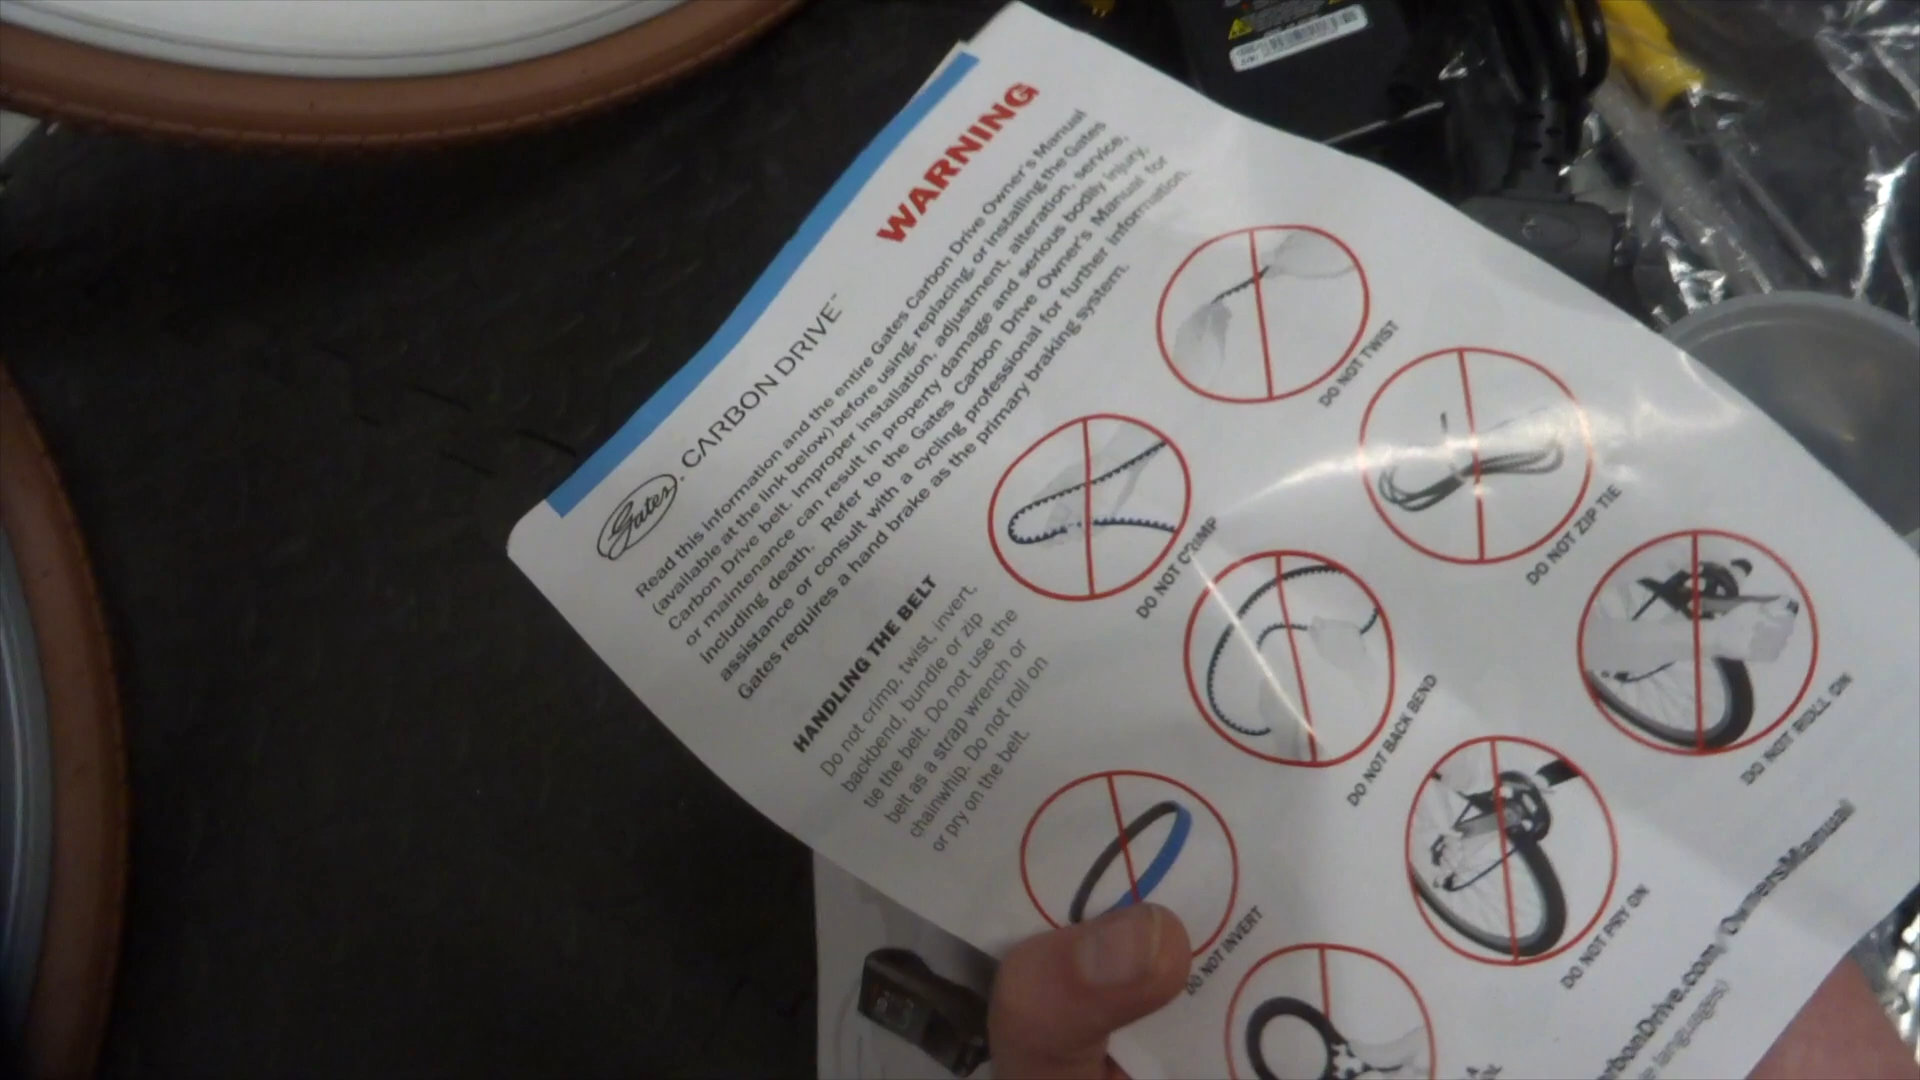 WARNING
Gates CARBON DRIVE™
Read this information and the entire Gates Carbon Drive Owner's Manual
(available at the link below) before using, replacing, or installing the Gates
Carbon Drive belt. Improper installation, adjustment, alteration, service,
or maintenance can result in property damage and serious bodily injury,
including death. Refer to the Gates Carbon Drive Owner's Manual for
assistance or consult with a cycling professional for further information.
Gates requires a hand brake as the primary braking system.
HANDLING THE BELT
Do not crimp, twist, invert,
backbend, bundle or zip
tie the belt. Do not use the
belt as a strap wrench or
chainwhip. Do not roll on
or pry on the belt.
DO NOT CRIMP
DO NOT TWIST
DO NOT INVERT
DO NOT BACK BEND
DO NOT ZIP TIE
DO NOT PRY ON
DO NOT ROLL ON
rbonDrive.com/OwnersManual
languages)